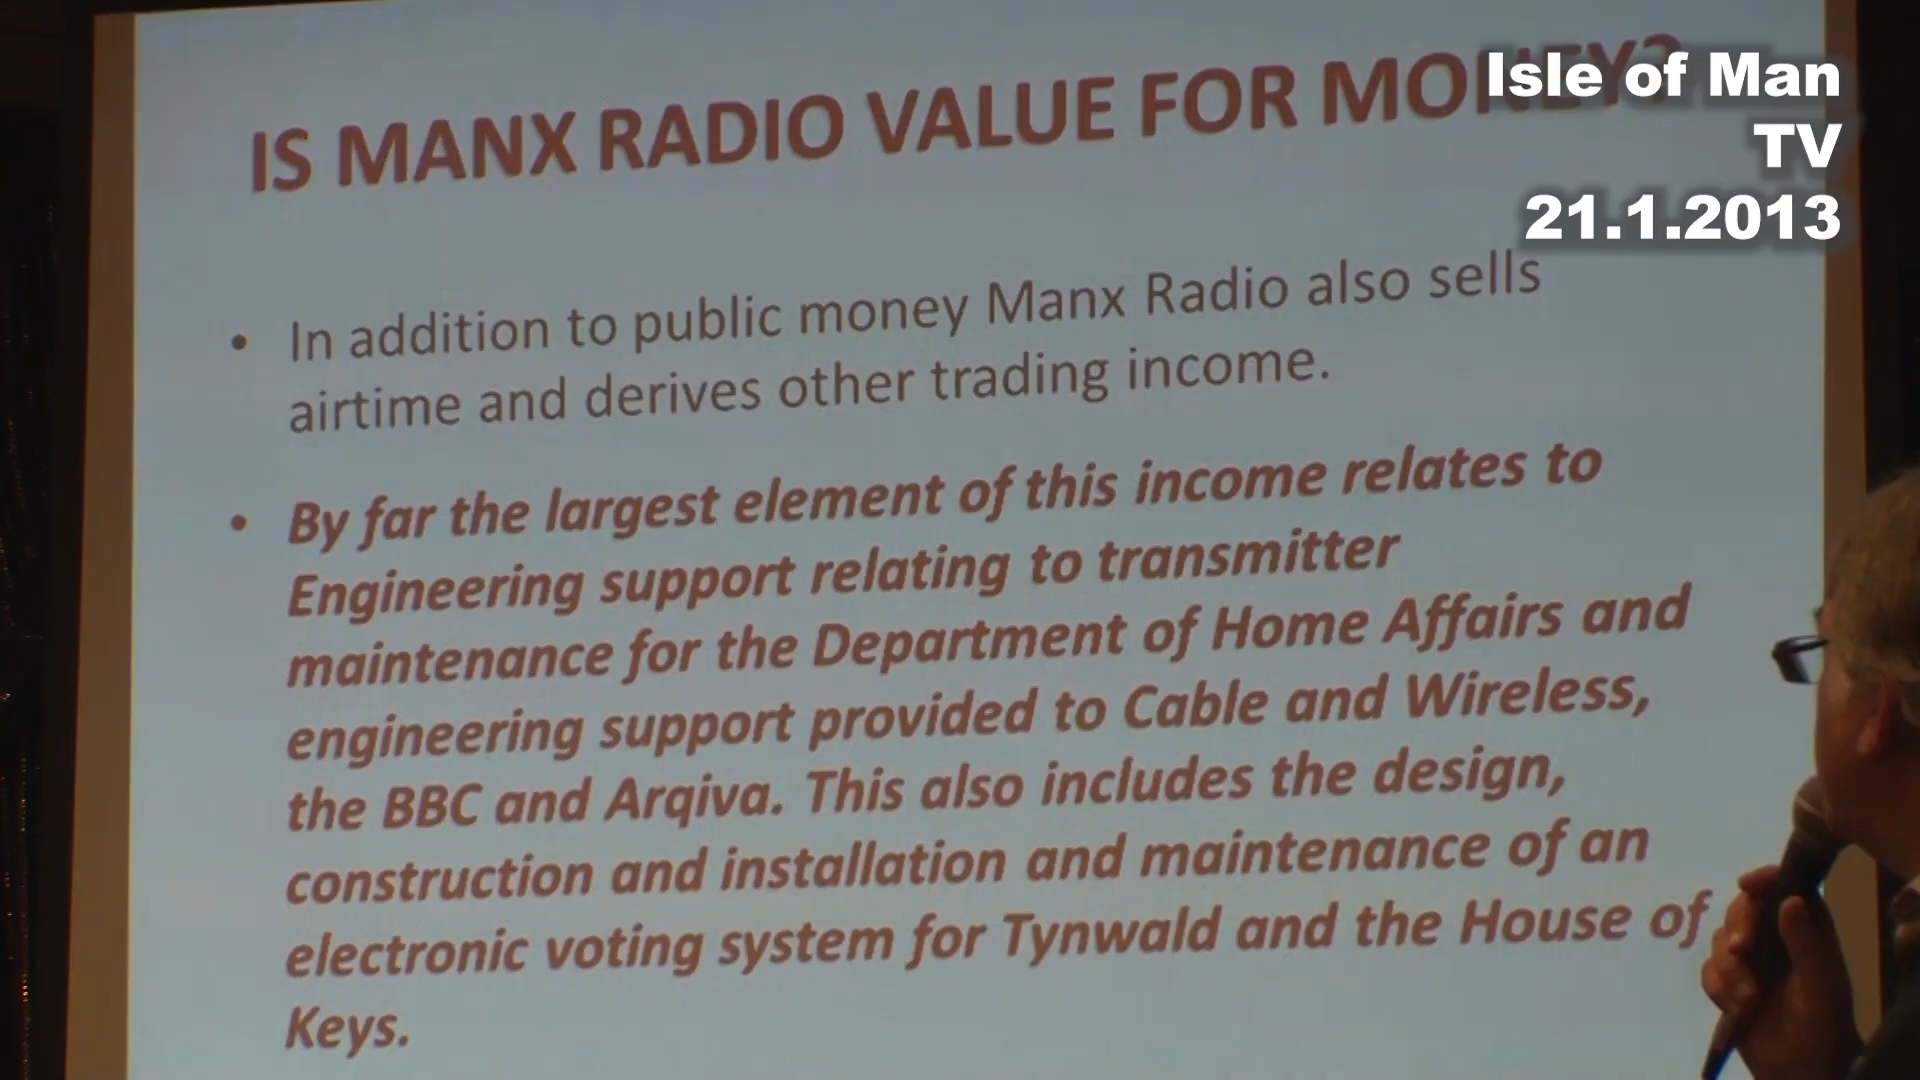 IS MANX RADIO VALUE FOR MONEY?
Isle of Man
TV
21.1.2013
• In addition to public money Manx Radio also sells
airtime and derives other trading income.
• By far the largest element of this income relates to
Engineering support relating to transmitter
maintenance for the Department of Home Affairs and
engineering support provided to Cable and Wireless,
the BBC and Arqiva. This also includes the design,
construction and installation and maintenance of an
electronic voting system for Tynwald and the House of
Keys.